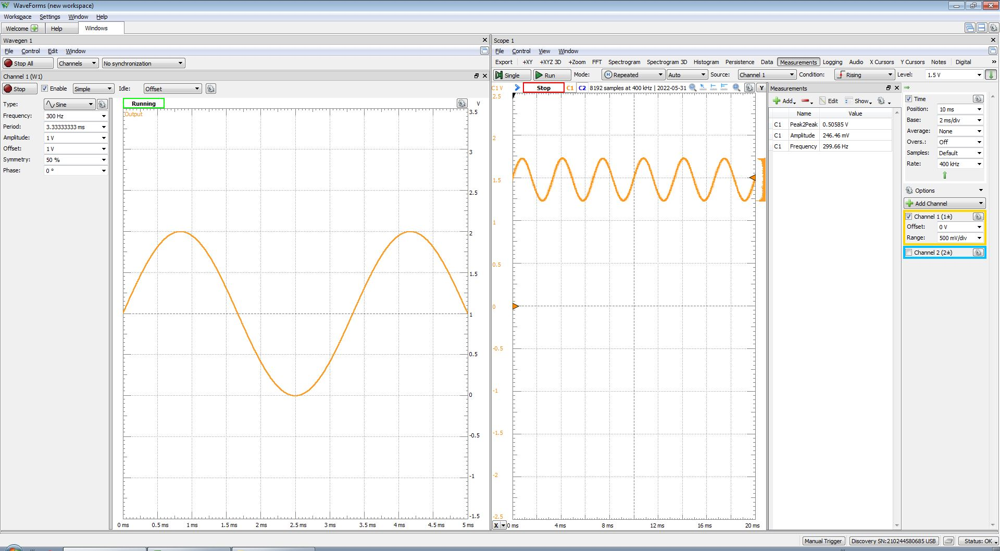 WaveForms (new workspace)
Workspace Settings Window Help
Welcome Help Windows
Wavegen 1
File Control Edit Window
Stop All Channels No synchronization
Channel 1 (W1)
Stop Enable Simple Idle: Offset
Type: Sine
Frequency: 300 Hz
Period: 3.33333333 ms
Amplitude: 1 V
Offset: 1 V
Symmetry: 50 %
Phase: 0 °
Running V
Output
3.5
3
2.5
2
1.5
1
0.5
0
-0.5
-1
-1.5
0 ms 0.5 ms 1 ms 1.5 ms 2 ms 2.5 ms 3 ms 3.5 ms 4 ms 4.5 ms 5 ms
Scope 1
File Control View Window
Export +XY +XYZ 3D +Zoom FFT Spectrogram Spectrogram 3D Histogram Persistence Data Measurements Logging Audio X Cursors Y Cursors Notes Digital »
Single Run Mode: Repeated Auto Source: Channel 1 Condition: Rising Level: 1.5 V
C1 V Stop C1 C2 8192 samples at 400 kHz | 2022-05-31 Y
2.5
2
1.5
1
0.5
0
-0.5
-1
-1.5
-2
-2.5
X 0 ms 4 ms 8 ms 12 ms 16 ms 20 ms
Measurements
Add Edit Show
Name Value
C1 Peak2Peak 0.50585 V
C1 Amplitude 246.46 mV
C1 Frequency 299.66 Hz
Time
Position: 10 ms
Base: 2 ms/div
Average: None
Overs.: Off
Samples: Default
Rate: 400 kHz
Options
Add Channel
Channel 1 (1±)
Offset: 0 V
Range: 500 mV/div
Channel 2 (2±)
Manual Trigger Discovery SN:210244580685 USB Status: OK